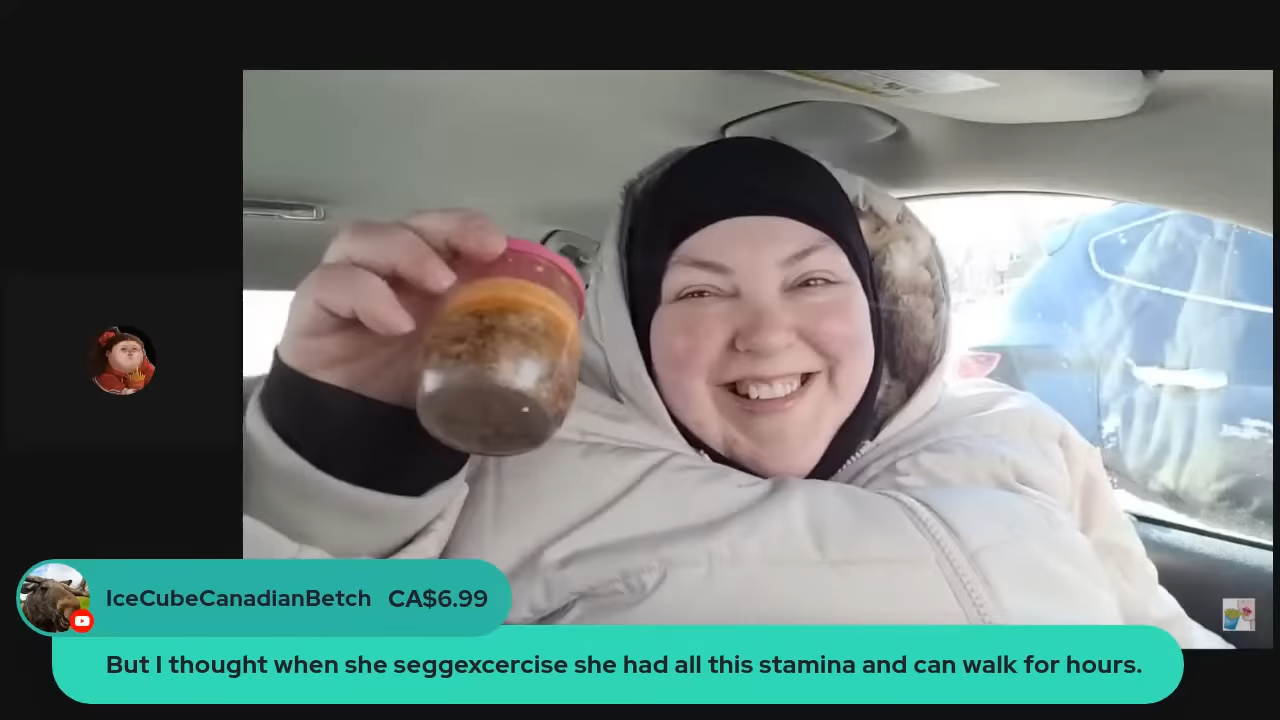 IceCubeCanadianBetch CA$6.99
But I thought when she seggexcercise she had all this stamina and can walk for hours.